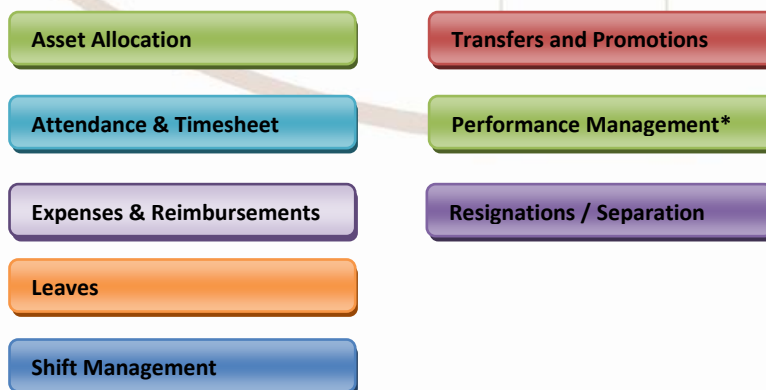 Asset Allocation
Attendance & Timesheet
Expenses & Reimbursements
Leaves
Shift Management
Transfers and Promotions
Performance Management*
Resignations / Separation